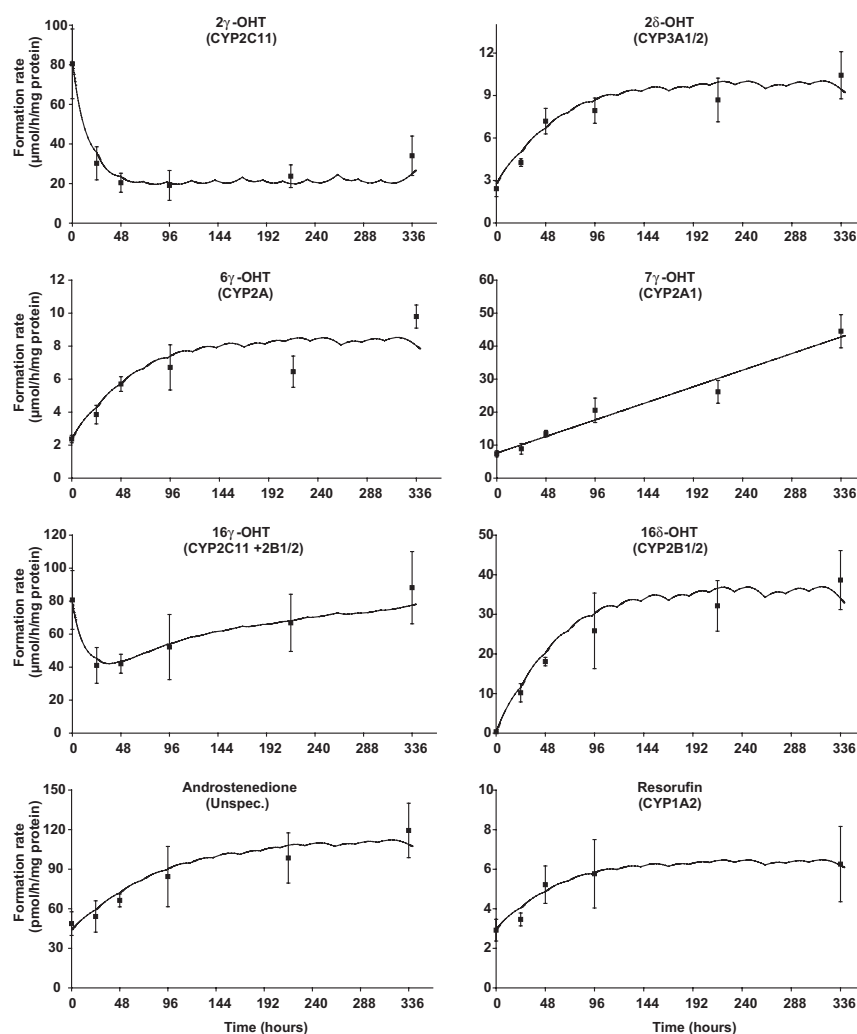 2γ-OHT
(CYP2C11)
Formation rate
(µmol/h/mg protein)
100
80
60
40
20
0
0 48 96 144 192 240 288 336
2δ-OHT
(CYP3A1/2)
12
9
6
3
0
0 48 96 144 192 240 288 336
6γ-OHT
(CYP2A)
Formation rate
(µmol/h/mg protein)
12
10
8
6
4
2
0
0 48 96 144 192 240 288 336
7γ-OHT
(CYP2A1)
60
50
40
30
20
10
0
0 48 96 144 192 240 288 336
16γ-OHT
(CYP2C11 +2B1/2)
Formation rate
(µmol/h/mg protein)
120
100
80
60
40
20
0
0 48 96 144 192 240 288 336
16δ-OHT
(CYP2B1/2)
50
40
30
20
10
0
0 48 96 144 192 240 288 336
Androstenedione
(Unspec.)
Formation rate
(pmol/h/mg protein)
150
120
90
60
30
0
0 48 96 144 192 240 288 336
Time (hours)
Resorufin
(CYP1A2)
10
8
6
4
2
0
0 48 96 144 192 240 288 336
Time (hours)